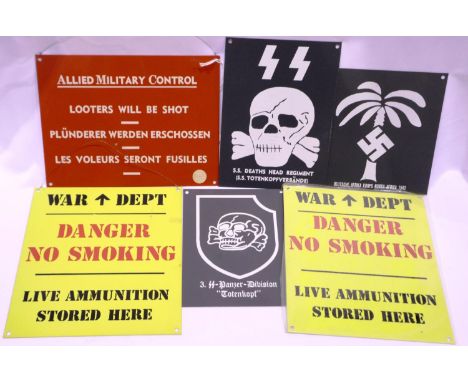 ALLIED MILITARY CONTROL
LOOTERS WILL BE SHOT
PLÜNDERER WERDEN ERSCHOSSEN
LES VOLEURS SERONT FUSILLES
S.S. DEATHS HEAD REGIMENT
(S.S. TOTENKOPFVERBÄNDE)
WAR ↑ DEPT
DANGER
NO SMOKING
LIVE AMMUNITION
STORED HERE
3. SS-Panzer-Division
"Totenkopf"
WAR ↑ DEPT
DANGER
NO SMOKING
LIVE AMMUNITION
STORED HERE